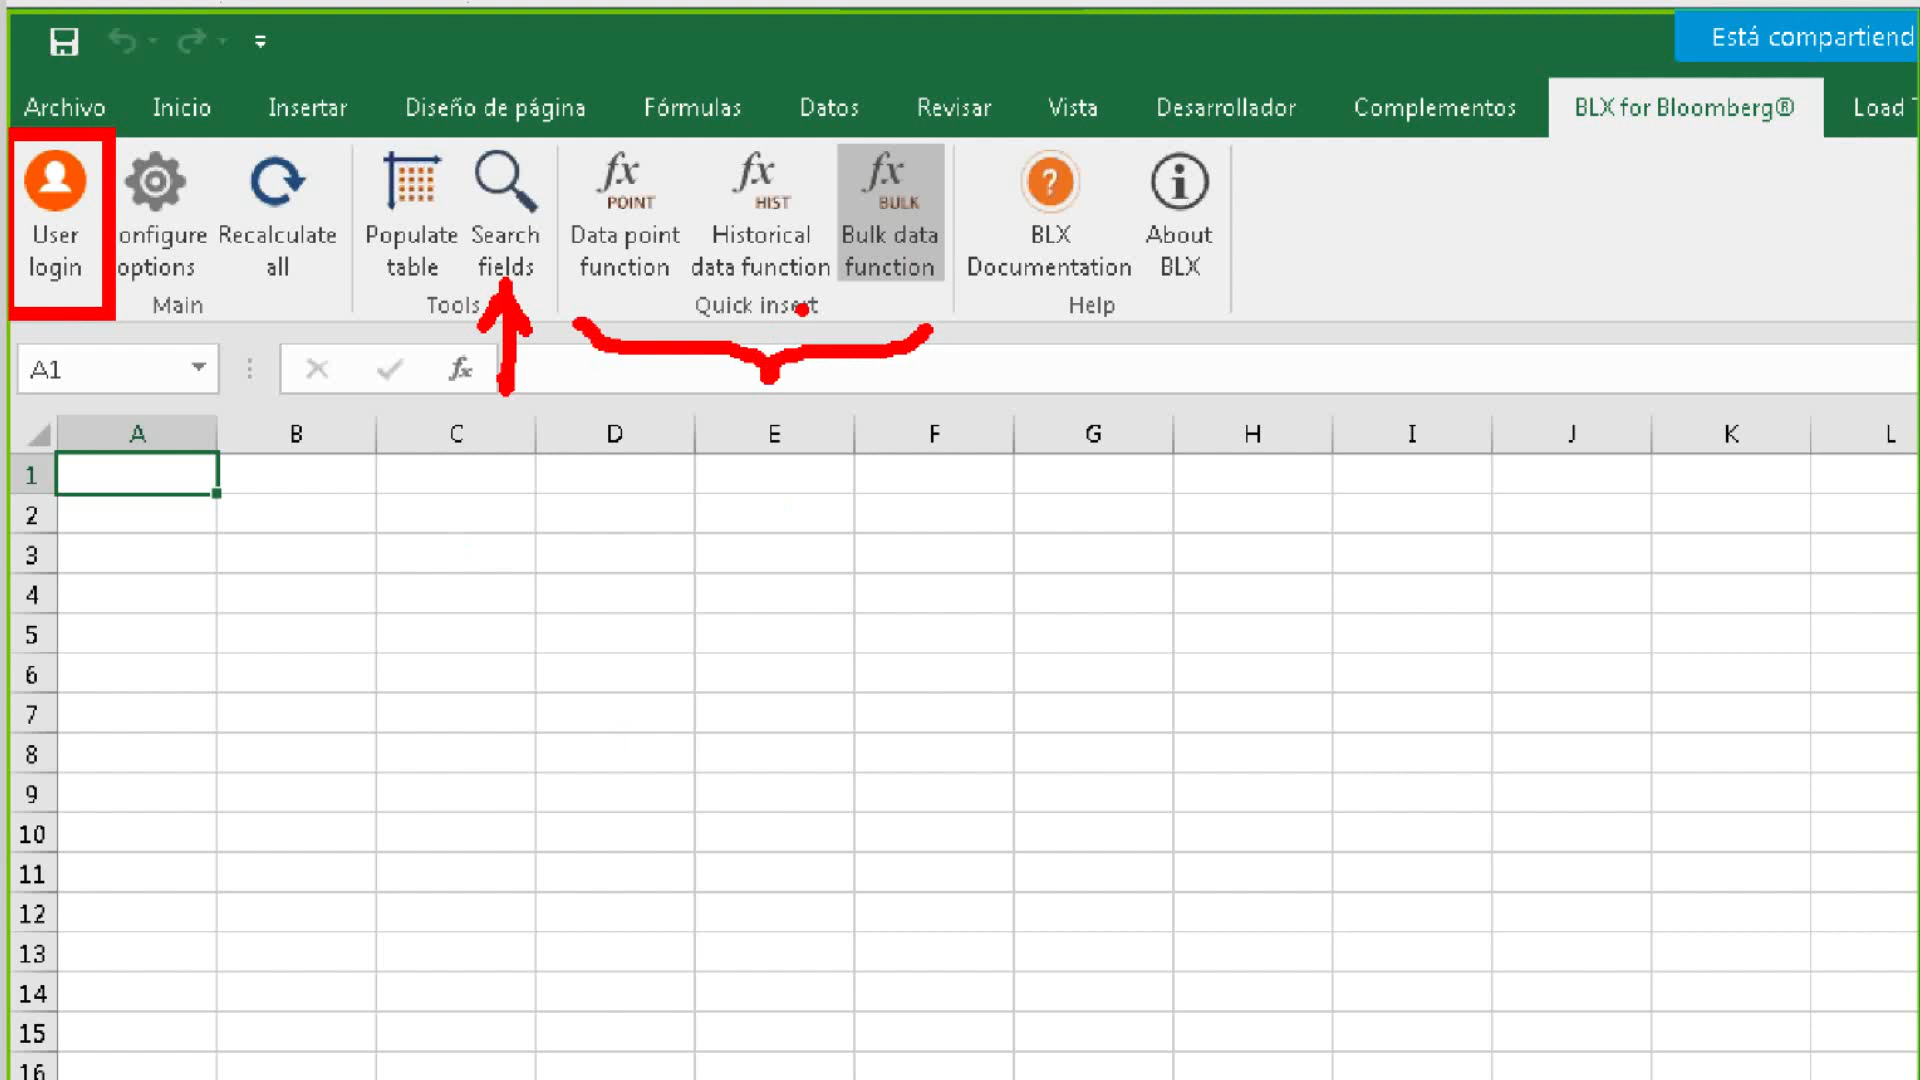 Está compartiend
Archivo Inicio Insertar Diseño de página Fórmulas Datos Revisar Vista Desarrollador Complementos BLX for Bloomberg® Load
fx POINT fx HIST fx BULK ? i
User login onfigure options Recalculate all Populate table Search fields Data point function Historical data function Bulk data function BLX Documentation About BLX
Main Tools Quick insert Help
A1 fx
A B C D E F G H I J K L
1
2
3
4
5
6
7
8
9
10
11
12
13
14
15
16